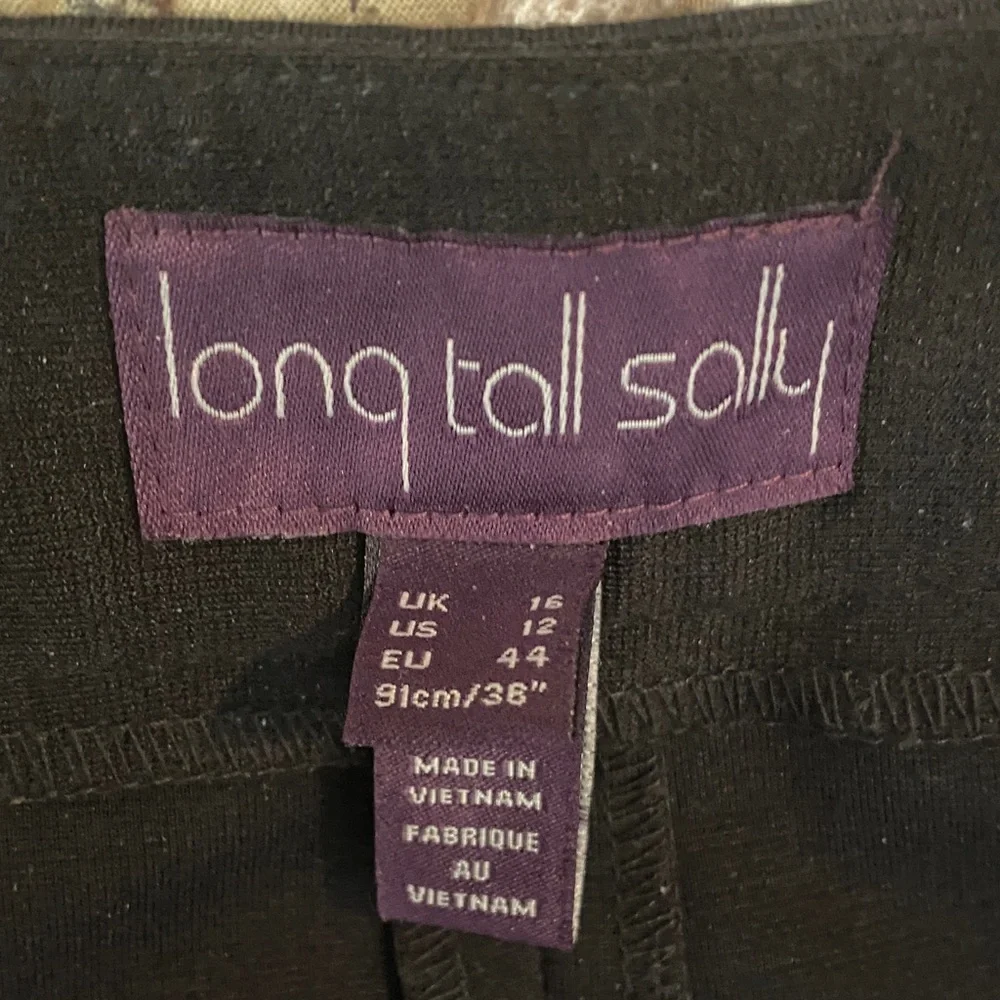 long tall sally
UK 16
US 12
EU 44
91cm/36"
MADE IN
VIETNAM
FABRIQUE
AU
VIETNAM